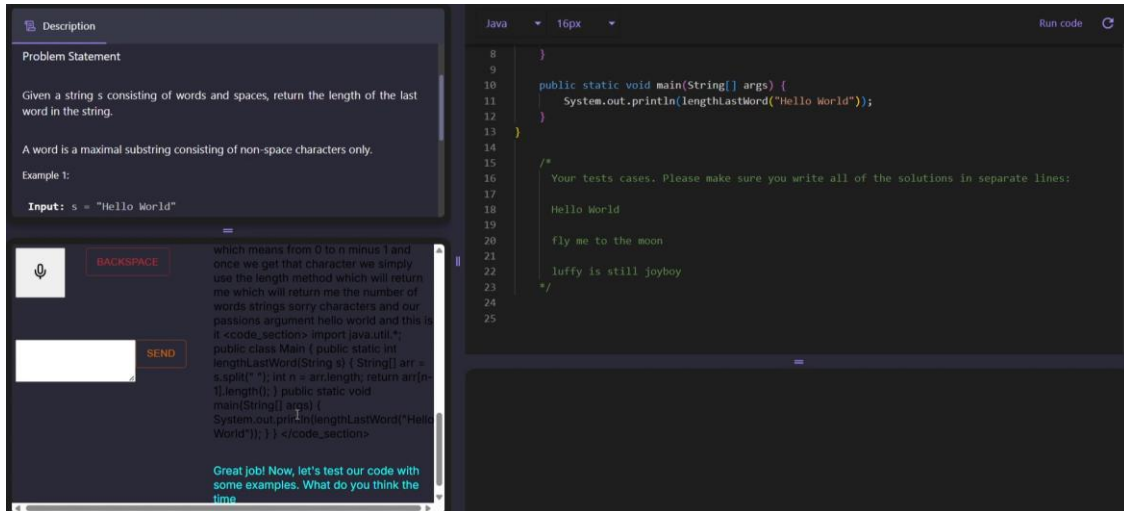 Description
Problem Statement
Given a string s consisting of words and spaces, return the length of the last
word in the string.
A word is a maximal substring consisting of non-space characters only.
Example 1:
Input: s = "Hello World"
BACKSPACE
SEND
which means from 0 to n minus 1 and
once we get that character we simply
use the length method which will return
me which will return me the number of
words strings sorry characters and our
passions argument hello world and this is
it <code_section> import java.util.*;
public class Main { public static int
lengthLastWord(String s) { String[] arr =
s.split(" "); int n = arr.length; return arr[n-
1].length(); } public static void
main(String[] args) {
System.out.println(lengthLastWord("Hello
World")); } } </code_section>
Great job! Now, let's test our code with
some examples. What do you think the
time
Java 16px Run code
8 }
9
10 public static void main(String[] args) {
11 System.out.println(lengthLastWord("Hello World"));
12 }
13 }
14
15 /*
16 Your tests cases. Please make sure you write all of the solutions in separate lines:
17
18 Hello World
19
20 fly me to the moon
21
22 luffy is still joyboy
23 */
24
25